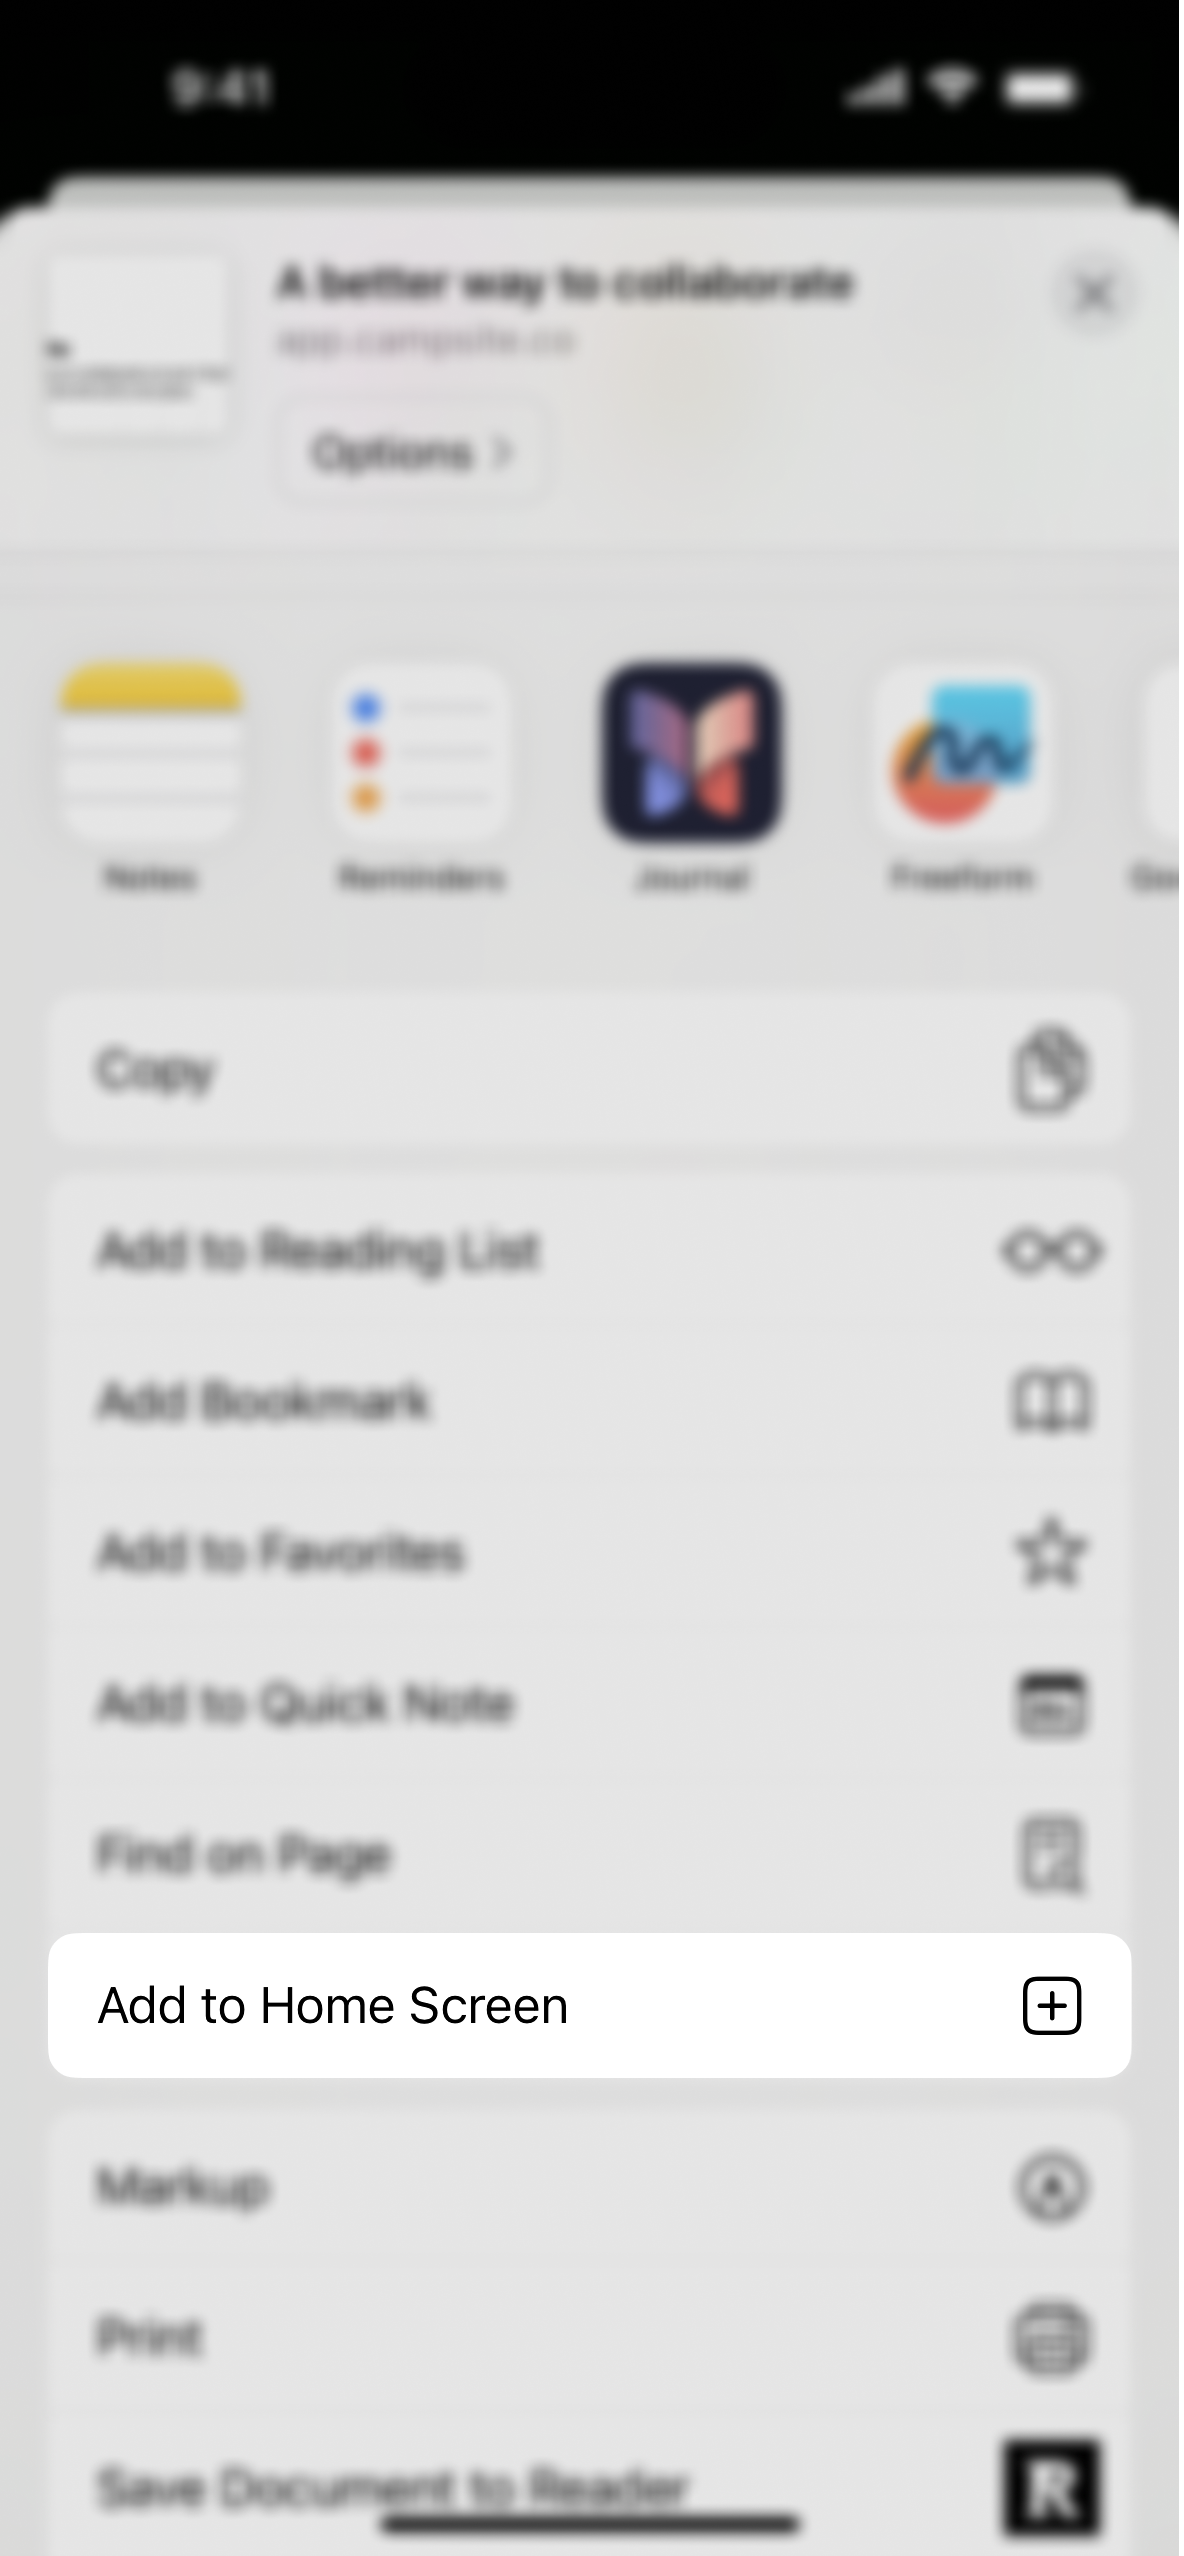 9:41
A better way to collaborate
app.campsite.co
Options
Notes
Reminders
Journal
Freeform
Copy
Add to Reading List
Add Bookmark
Add to Favorites
Add to Quick Note
Find on Page
Add to Home Screen
Markup
Print
Save Document to Reader
R